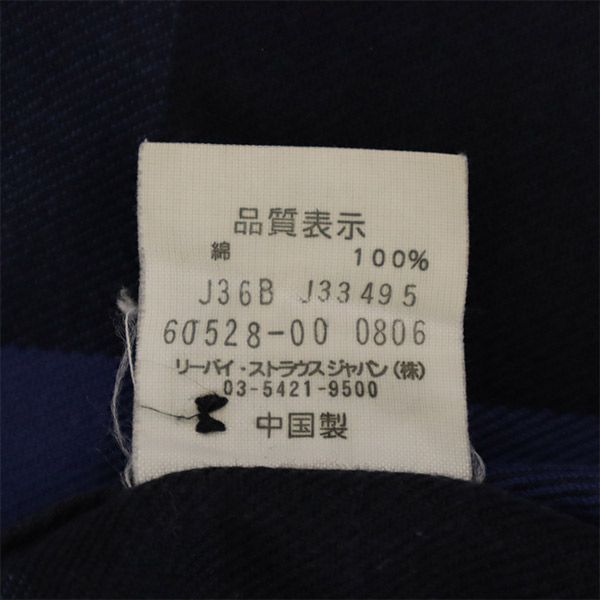 品質表示
綿 100%
J36B J33495
60528-00 0806
リーバイ・ストラウスジャパン(株)
03-5421-9500
中国製